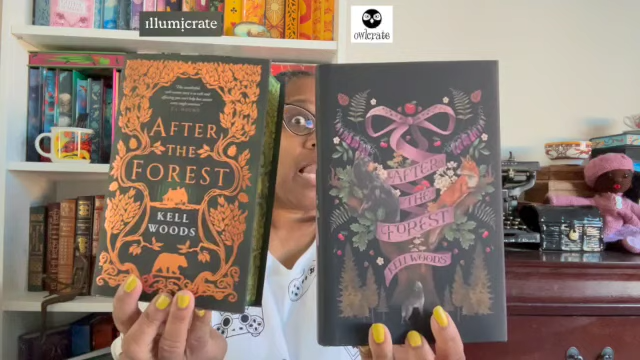 illumicrate
owlcrate
AFTER
THE
FOREST
KELL
WOODS
AFTER
THE
FOREST
KELL WOODS